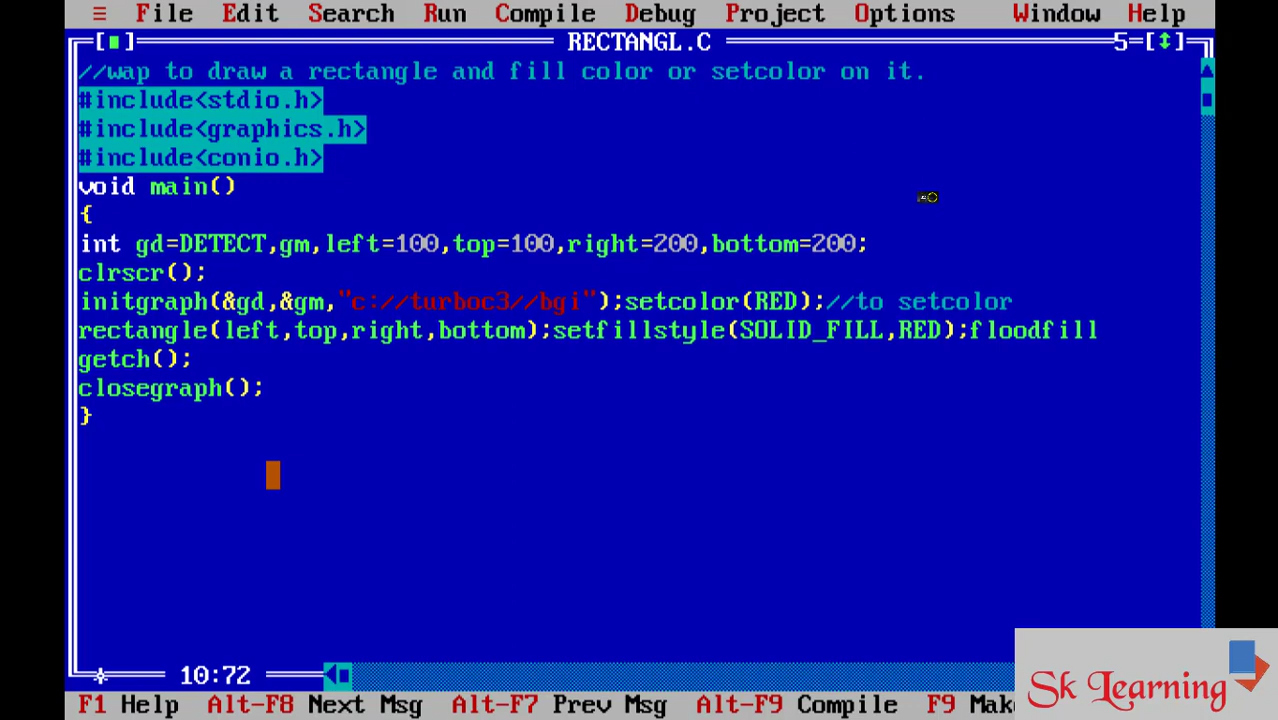 ≡ File Edit Search Run Compile Debug Project Options Window Help
[■] RECTANGL.C 5=[↕]
//wap to draw a rectangle and fill color or setcolor on it.
#include<stdio.h>
#include<graphics.h>
#include<conio.h>
void main()
{
int gd=DETECT,gm,left=100,top=100,right=200,bottom=200;
clrscr();
initgraph(&gd,&gm,"c://turboc3//bgi");setcolor(RED);//to setcolor
rectangle(left,top,right,bottom);setfillstyle(SOLID_FILL,RED);floodfill
getch();
closegraph();
}
10:72
F1 Help Alt-F8 Next Msg Alt-F7 Prev Msg Alt-F9 Compile F9 Mak
Sk Learning